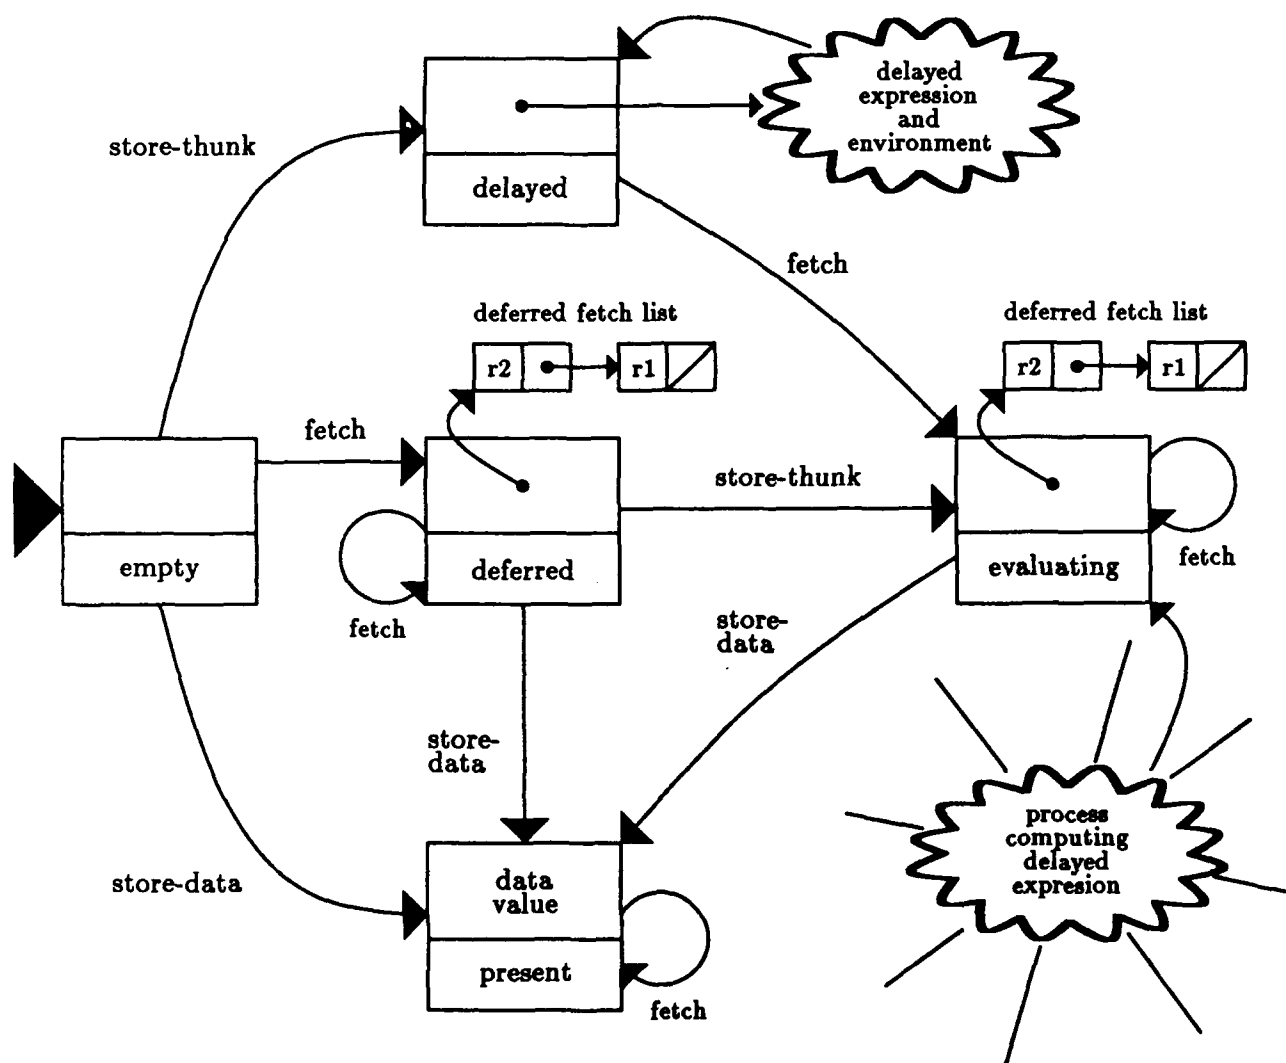 delayed
expression
and
environment
store-thunk
delayed
fetch
deferred fetch list
r2
r1
deferred fetch list
r2
r1
fetch
store-thunk
empty
deferred
evaluating
fetch
fetch
store-
data
store-
data
process
computing
delayed
expresion
store-data
data
value
present
fetch